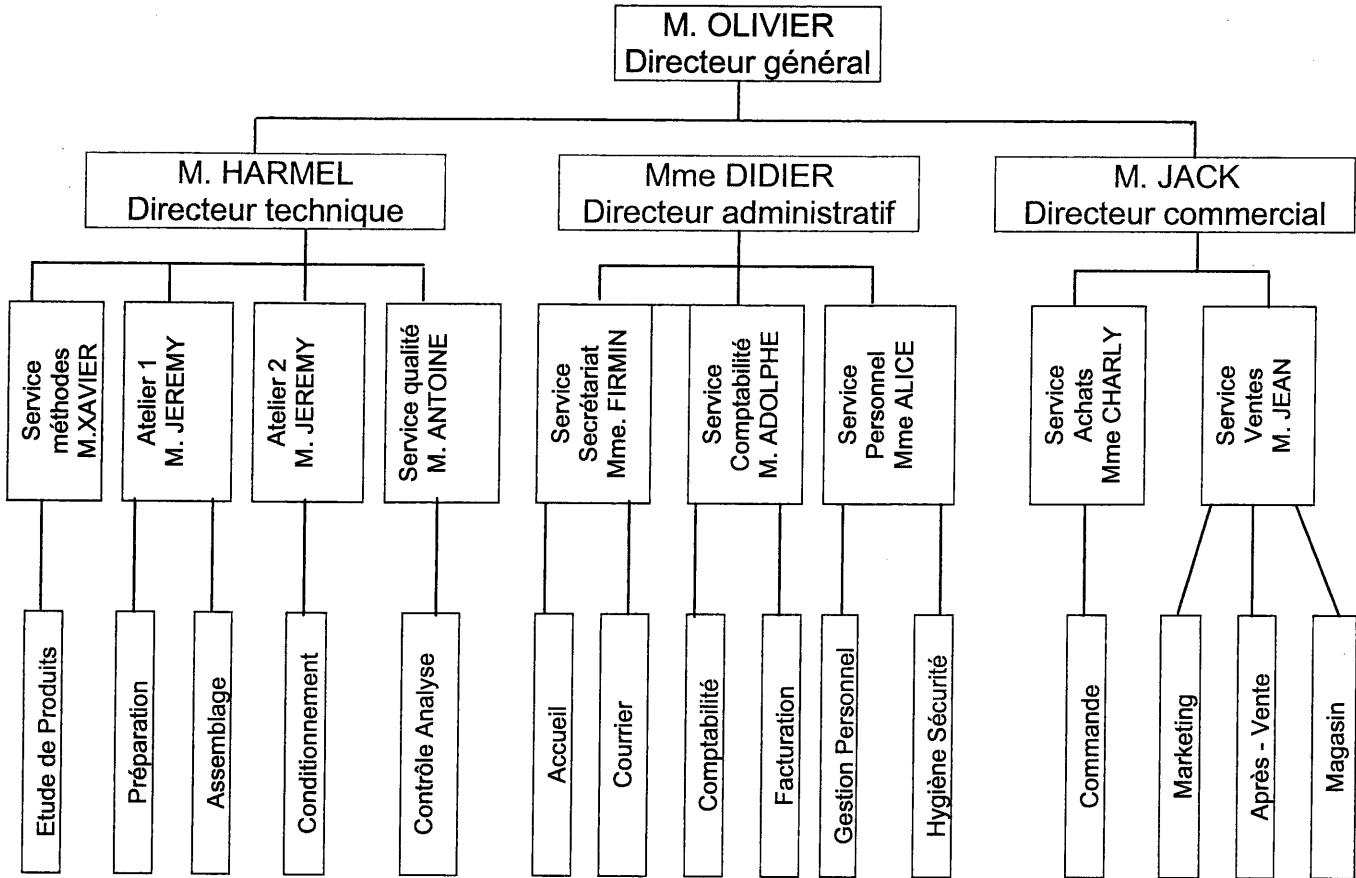 M. OLIVIER
Directeur général
M. HARMEL
Directeur technique
Mme DIDIER
Directeur administratif
M. JACK
Directeur commercial
Service
méthodes
M.XAVIER
Atelier 1
M. JEREMY
Atelier 2
M. JEREMY
Service qualité
M. ANTOINE
Service
Secrétariat
Mme. FIRMIN
Service
Comptabilité
M. ADOLPHE
Service
Personnel
Mme ALICE
Service
Achats
Mme CHARLY
Service
Ventes
M. JEAN
Etude de Produits
Préparation
Assemblage
Conditionnement
Contrôle Analyse
Accueil
Courrier
Comptabilité
Facturation
Gestion Personnel
Hygiène Sécurité
Commande
Marketing
Après - Vente
Magasin